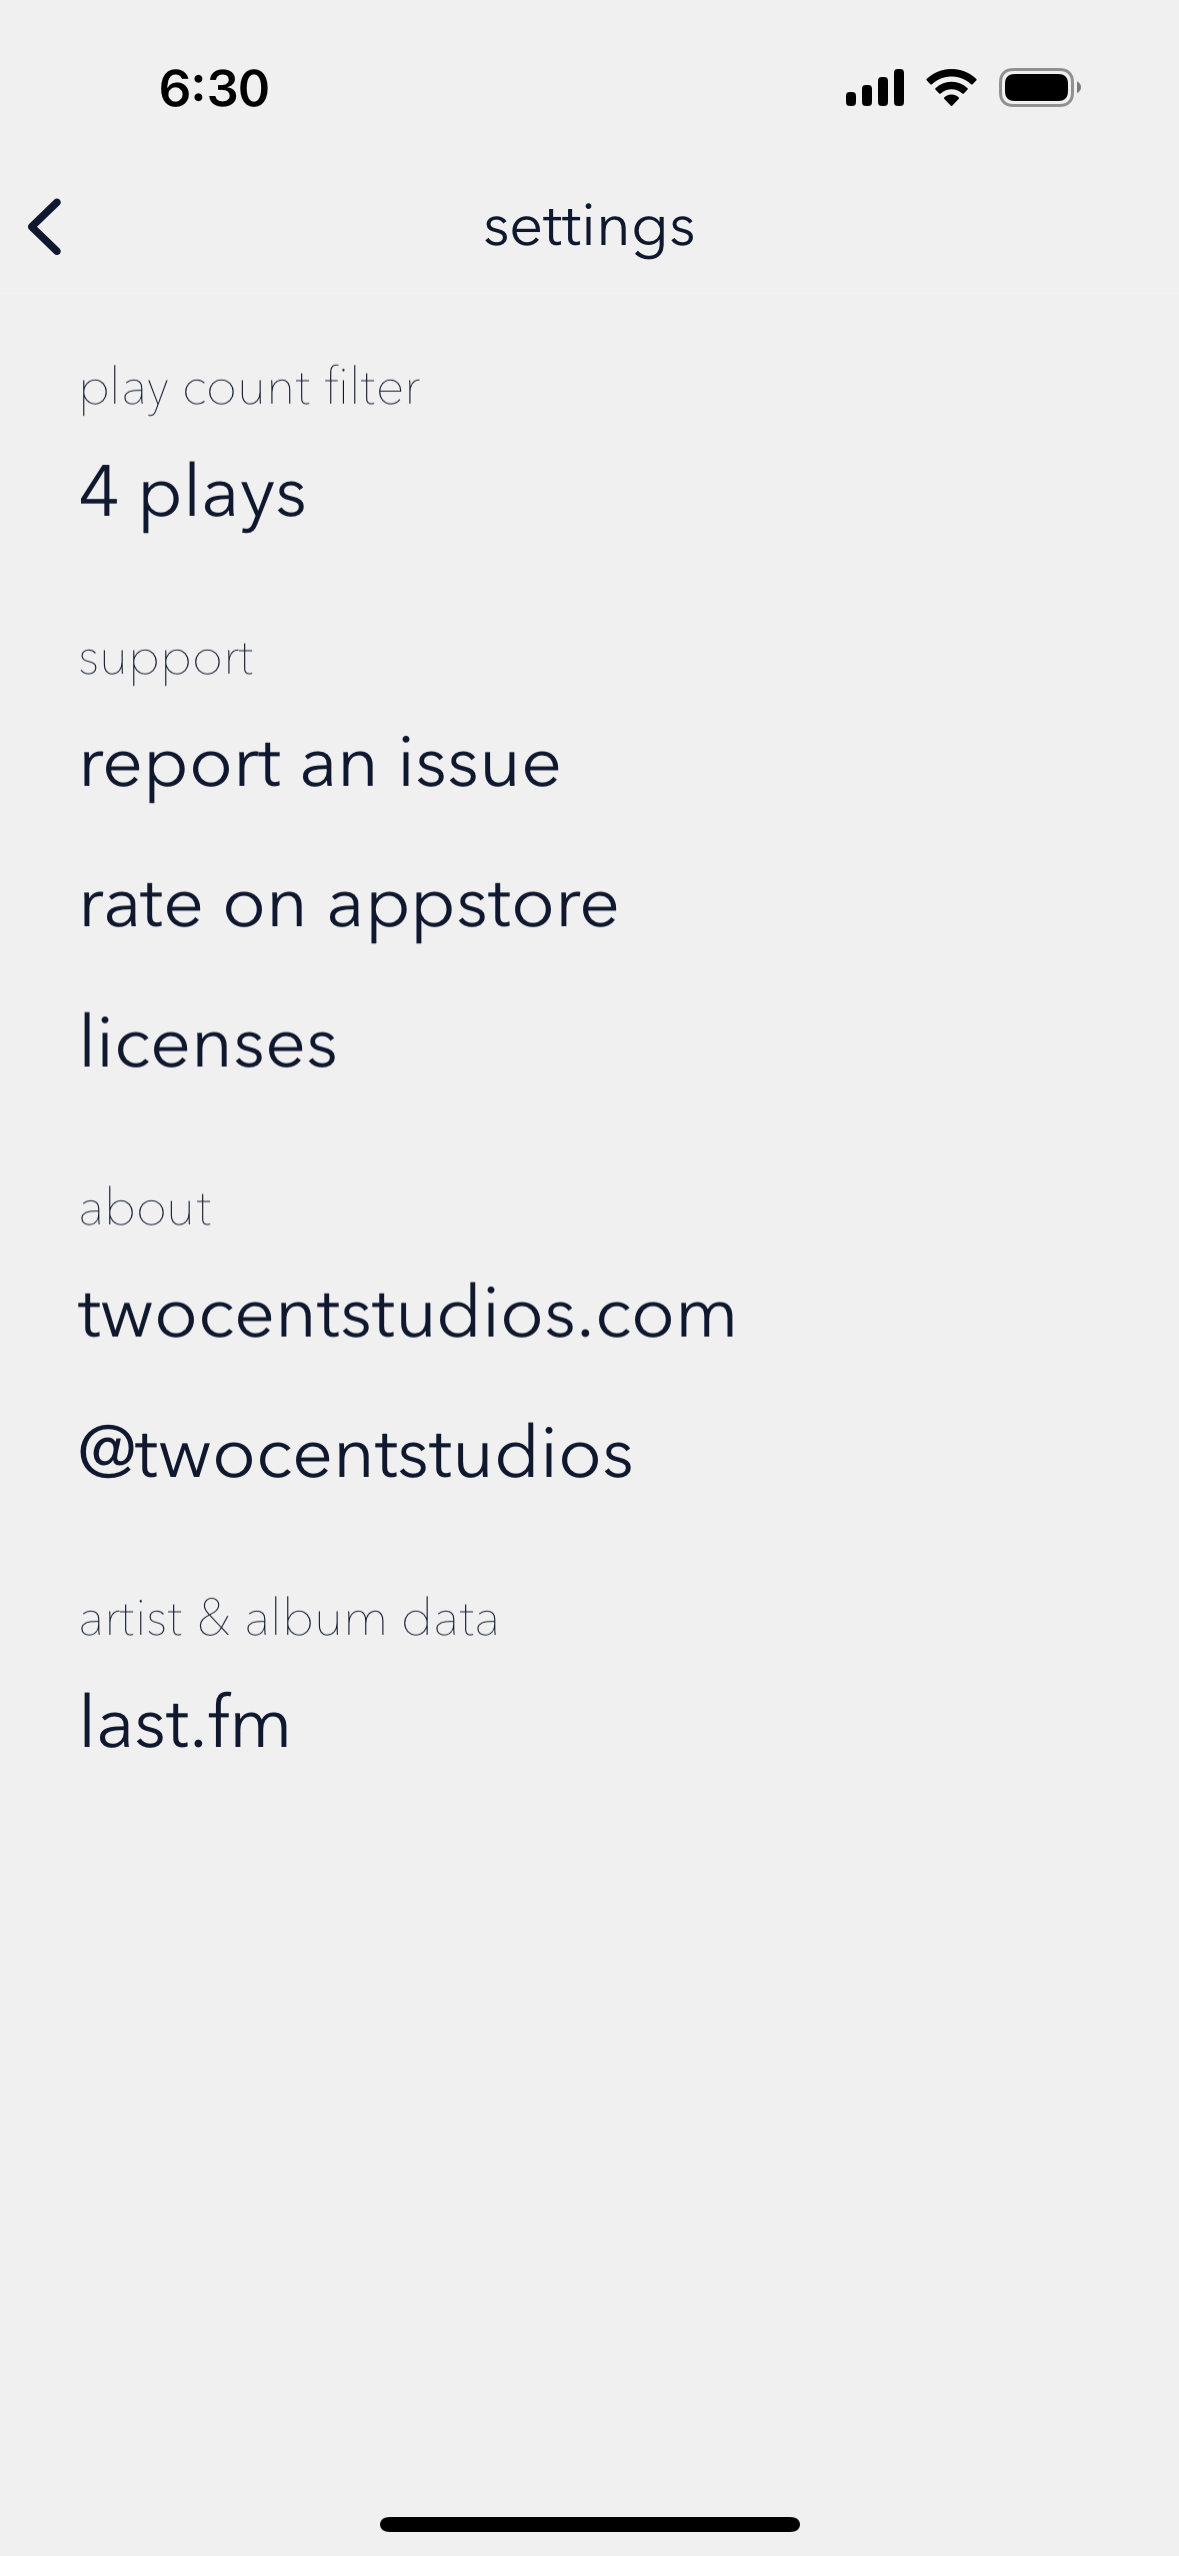 6:30
settings
play count filter
4 plays
support
report an issue
rate on appstore
licenses
about
twocentstudios.com
@twocentstudios
artist & album data
last.fm